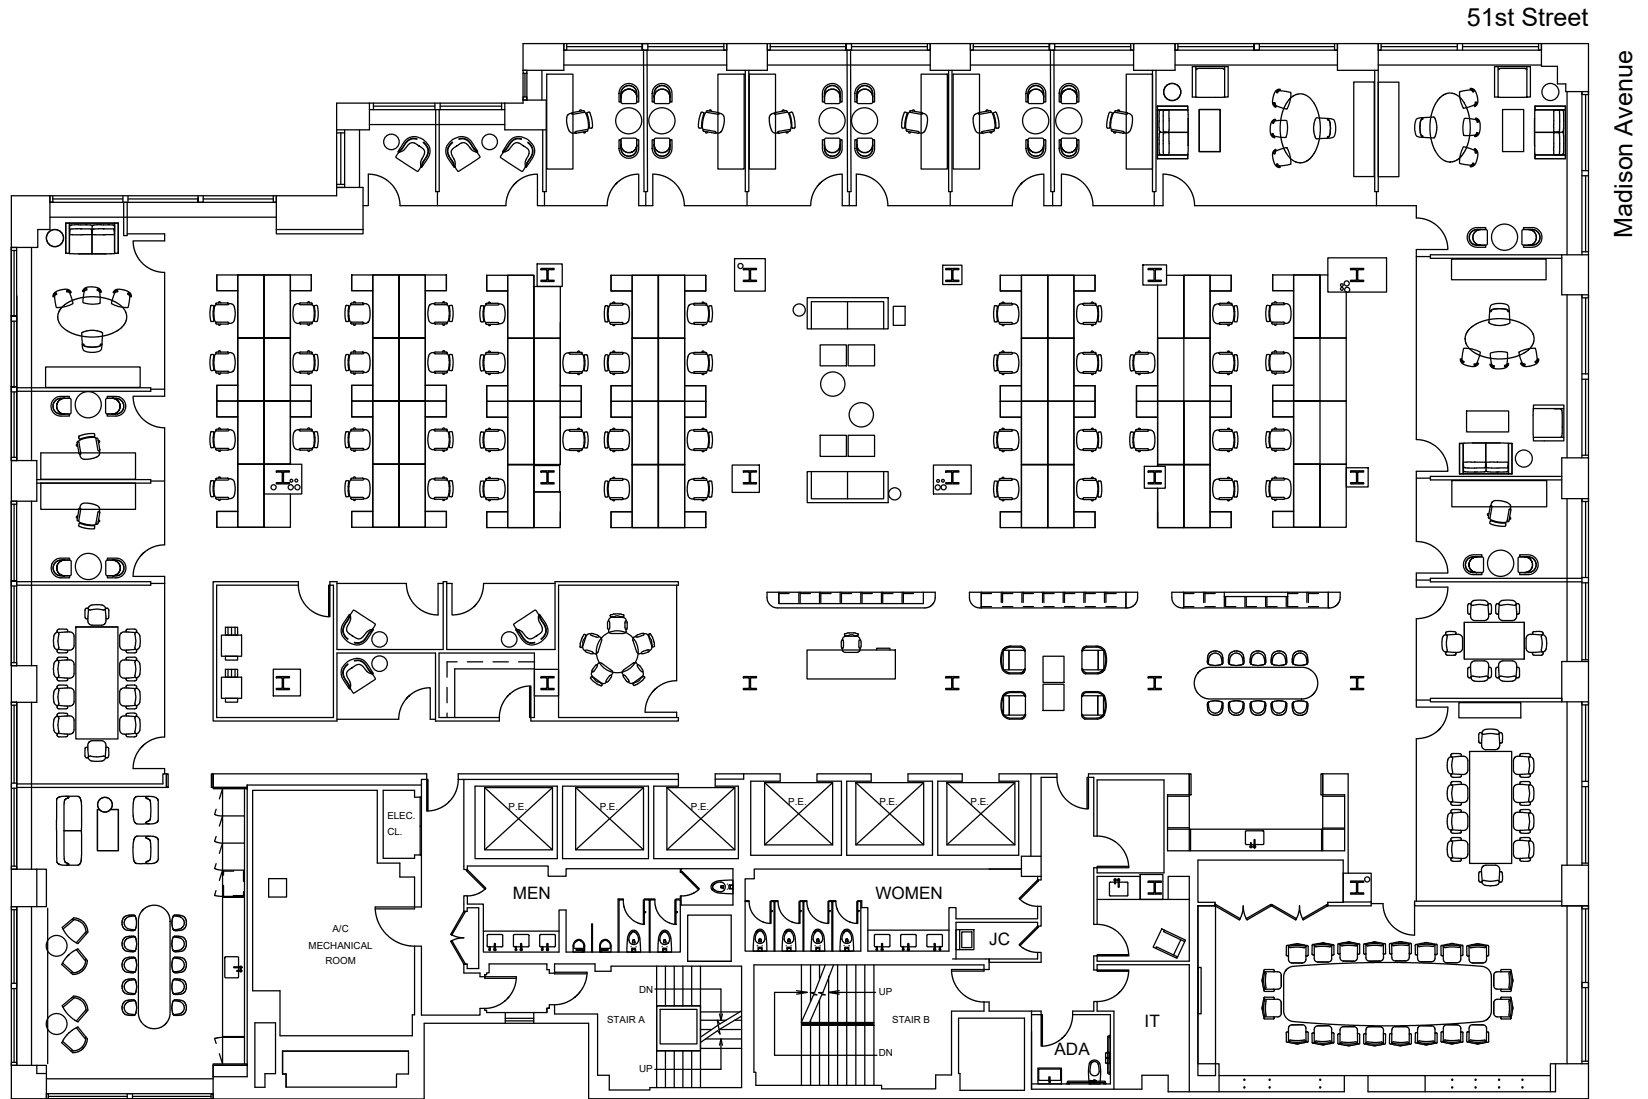 51st Street
Madison Avenue
P.E.
P.E.
P.E.
P.E.
P.E.
P.E.
ELEC.
CL.
MEN
WOMEN
A/C
MECHANICAL
ROOM
JC
DN
UP
STAIR A
STAIR B
IT
ADA
DN
UP